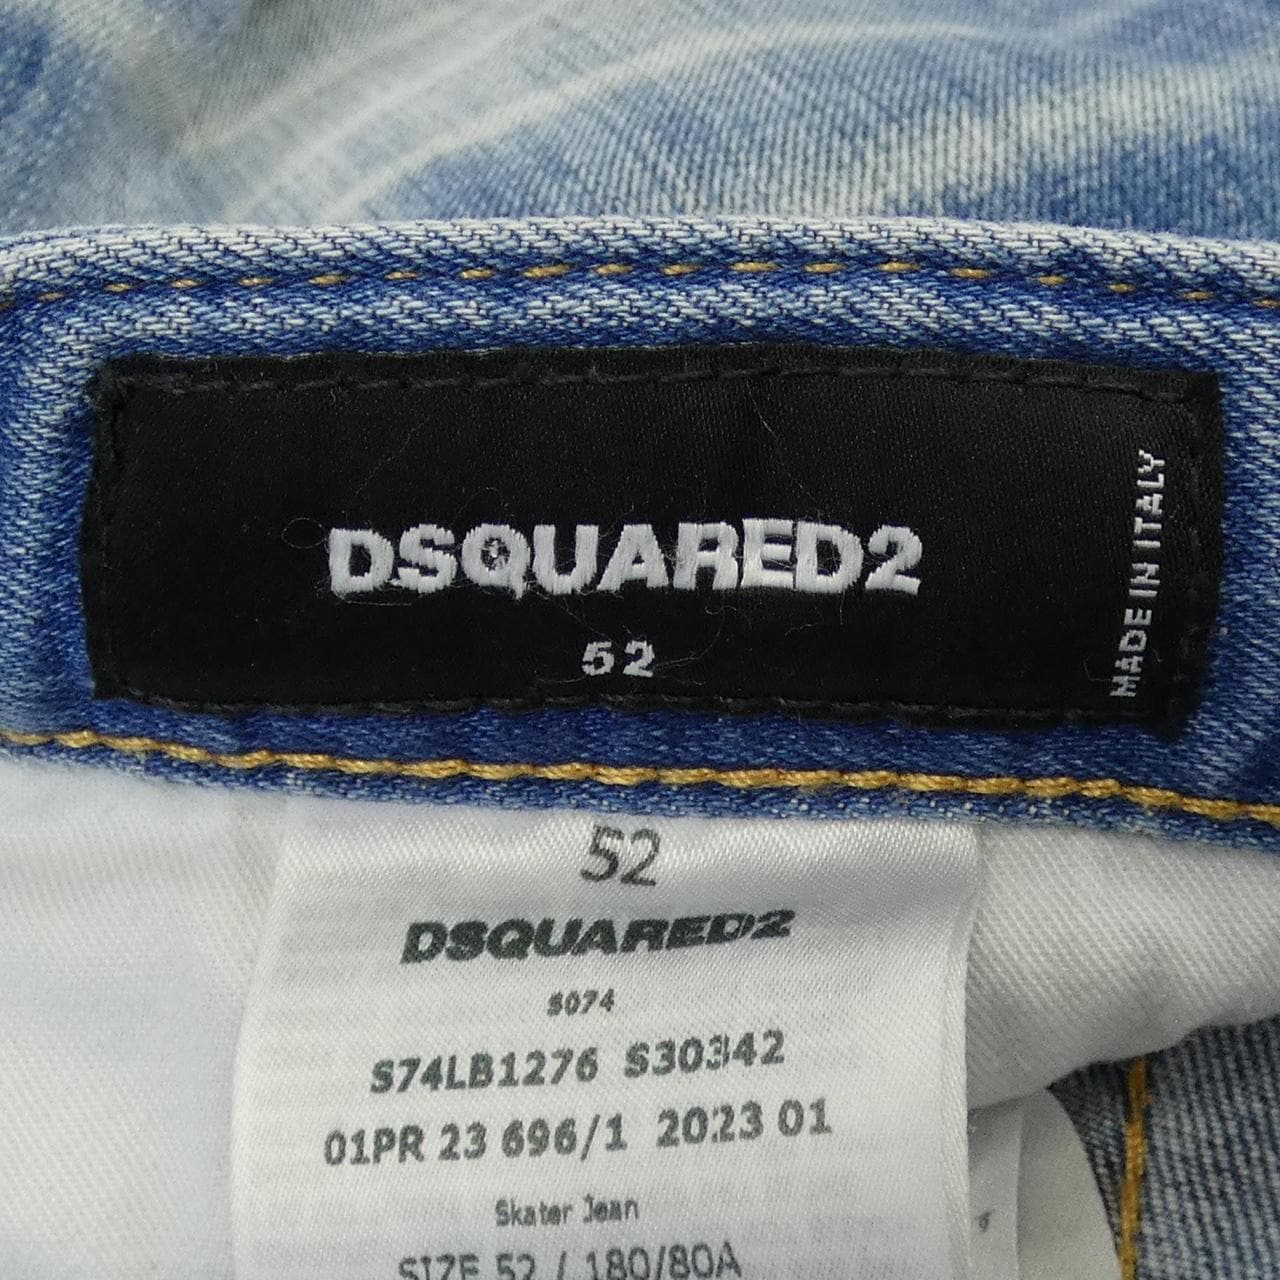 DSQUARED2
52
MADE IN ITALY
52
DSQUARED2
S074
S74LB1276 S30342
01PR 23 696/1 2023 01
Skater Jean
SIZE 52 / 180/80A